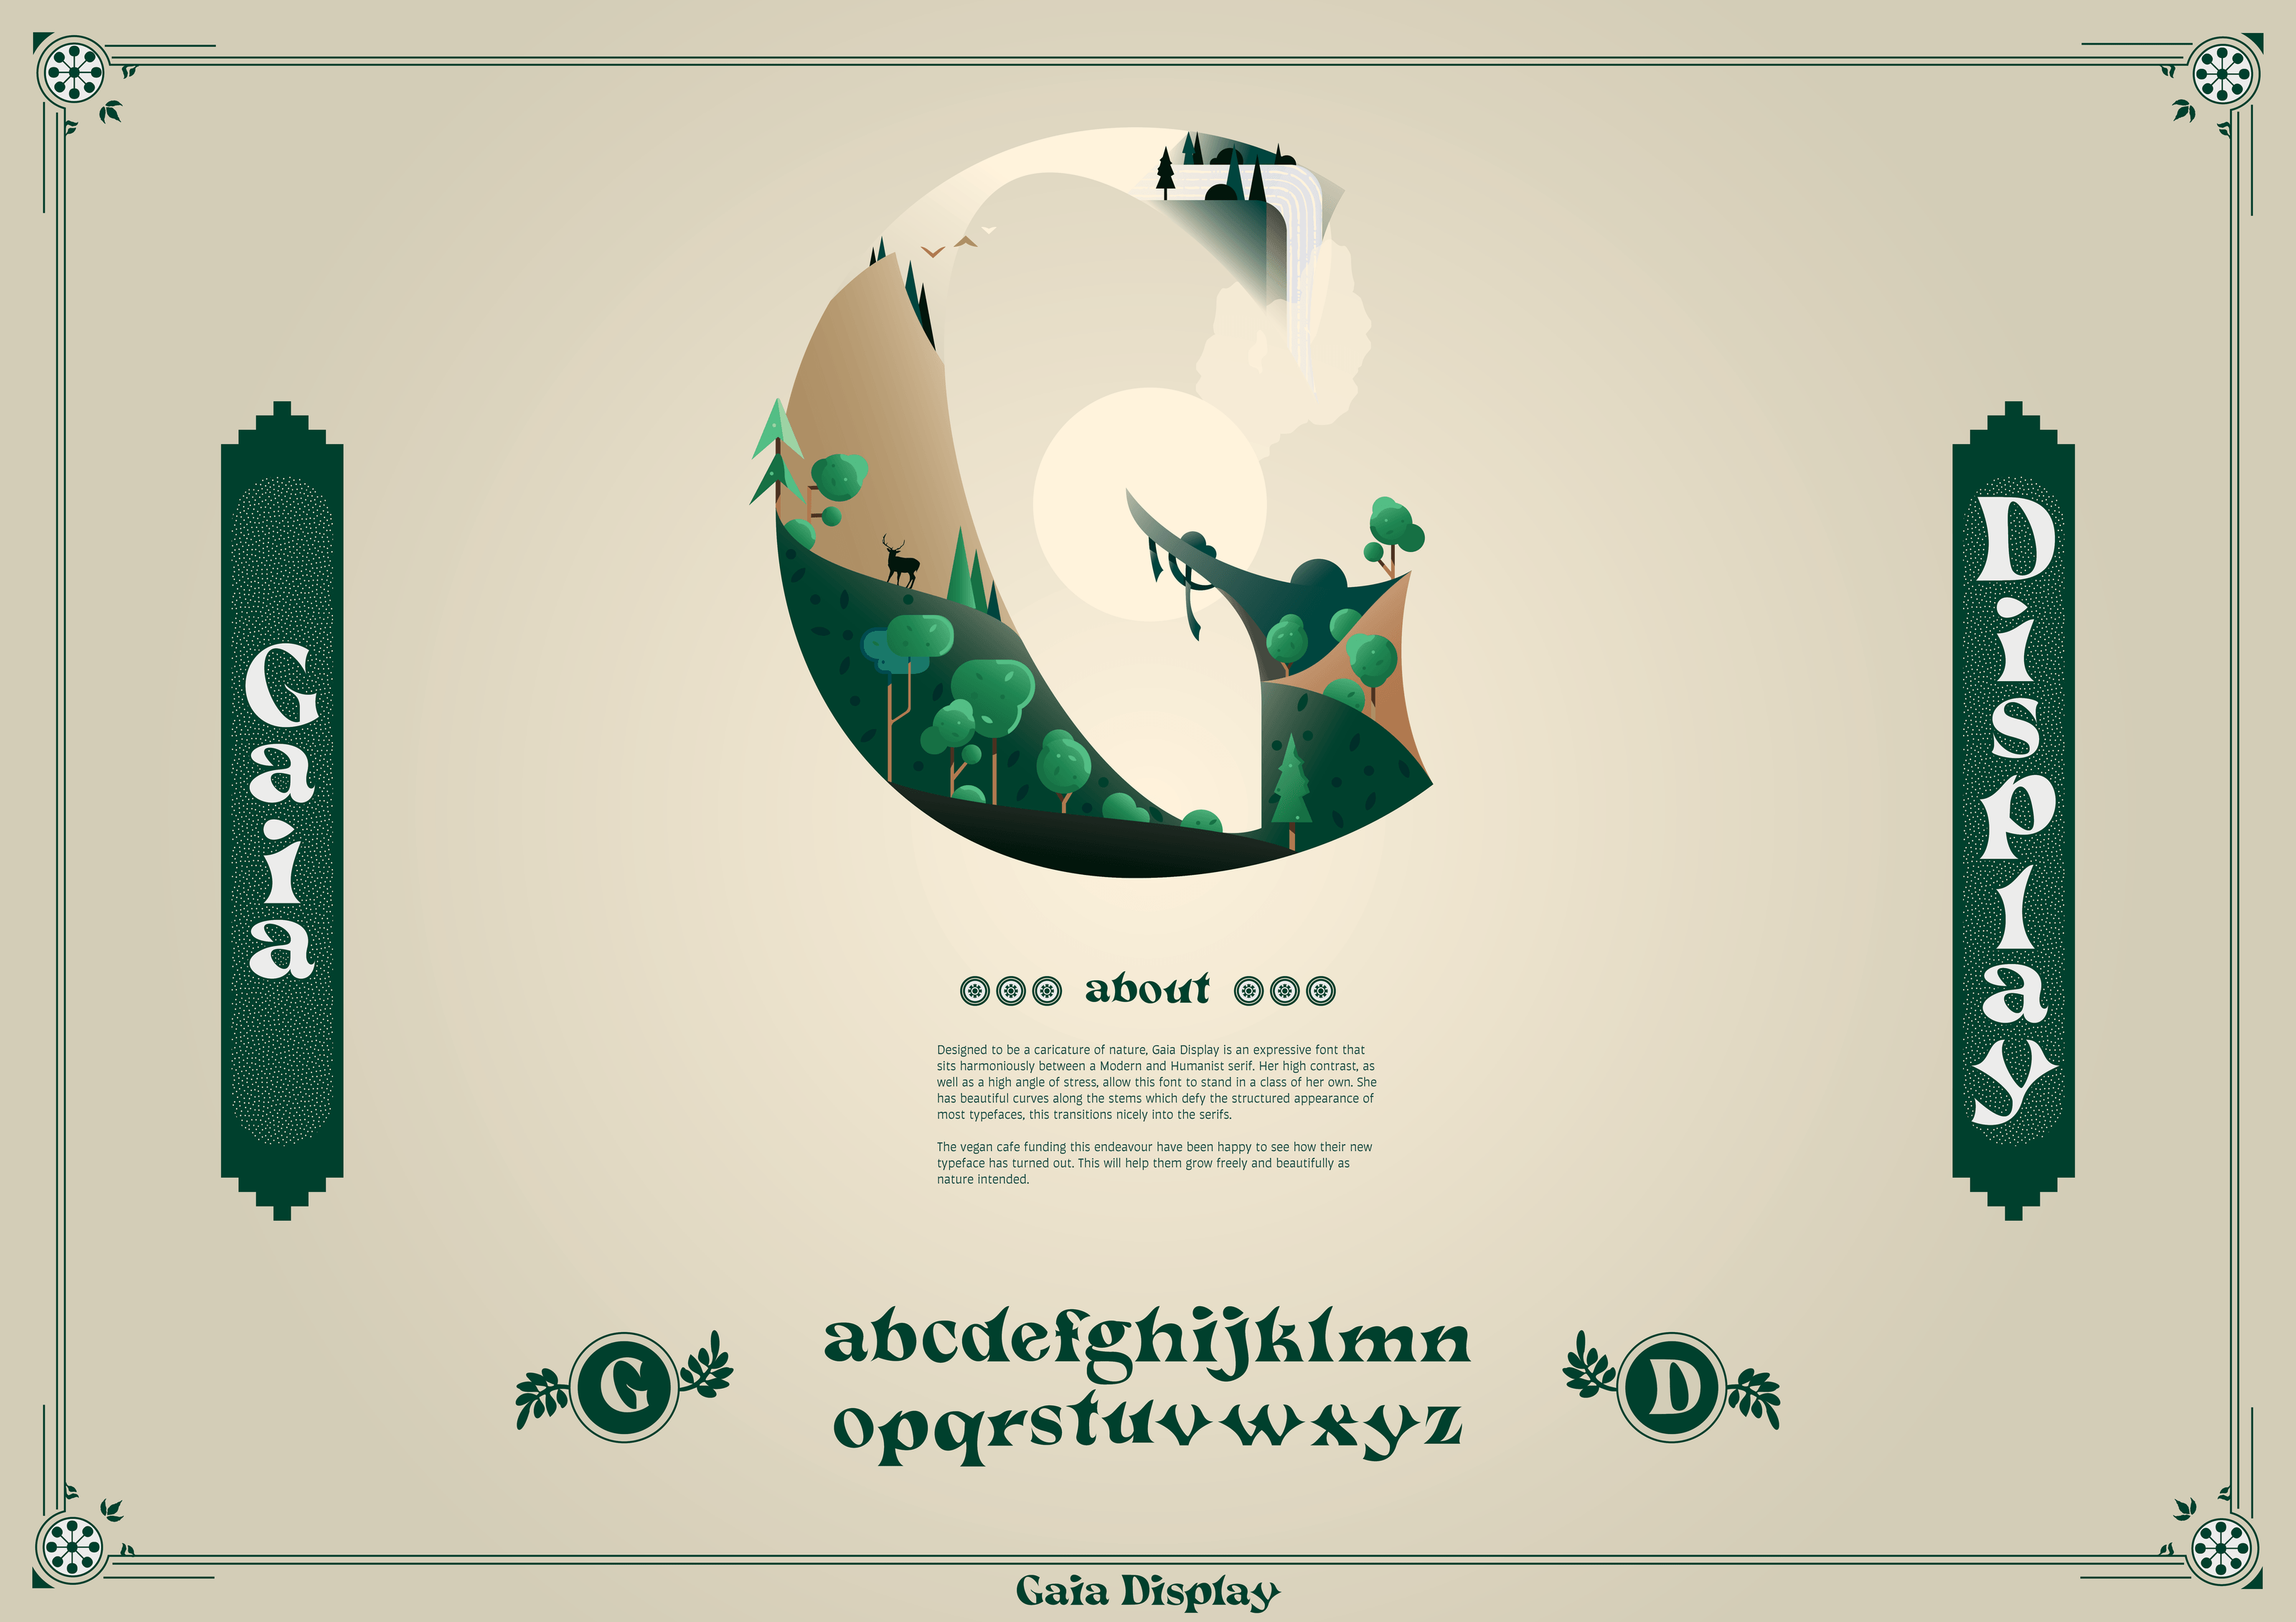 G
Gaia
Display
about
Designed to be a caricature of nature, Gaia Display is an expressive font that
sits harmoniously between a Modern and Humanist serif. Her high contrast, as
well as a high angle of stress, allow this font to stand in a class of her own. She
has beautiful curves along the stems which defy the structured appearance of
most typefaces, this transitions nicely into the serifs.
The vegan cafe funding this endeavour have been happy to see how their new
typeface has turned out. This will help them grow freely and beautifully as
nature intended.
abcdefghijklmn
opqrstuvwxyz
G
D
Gaia Display